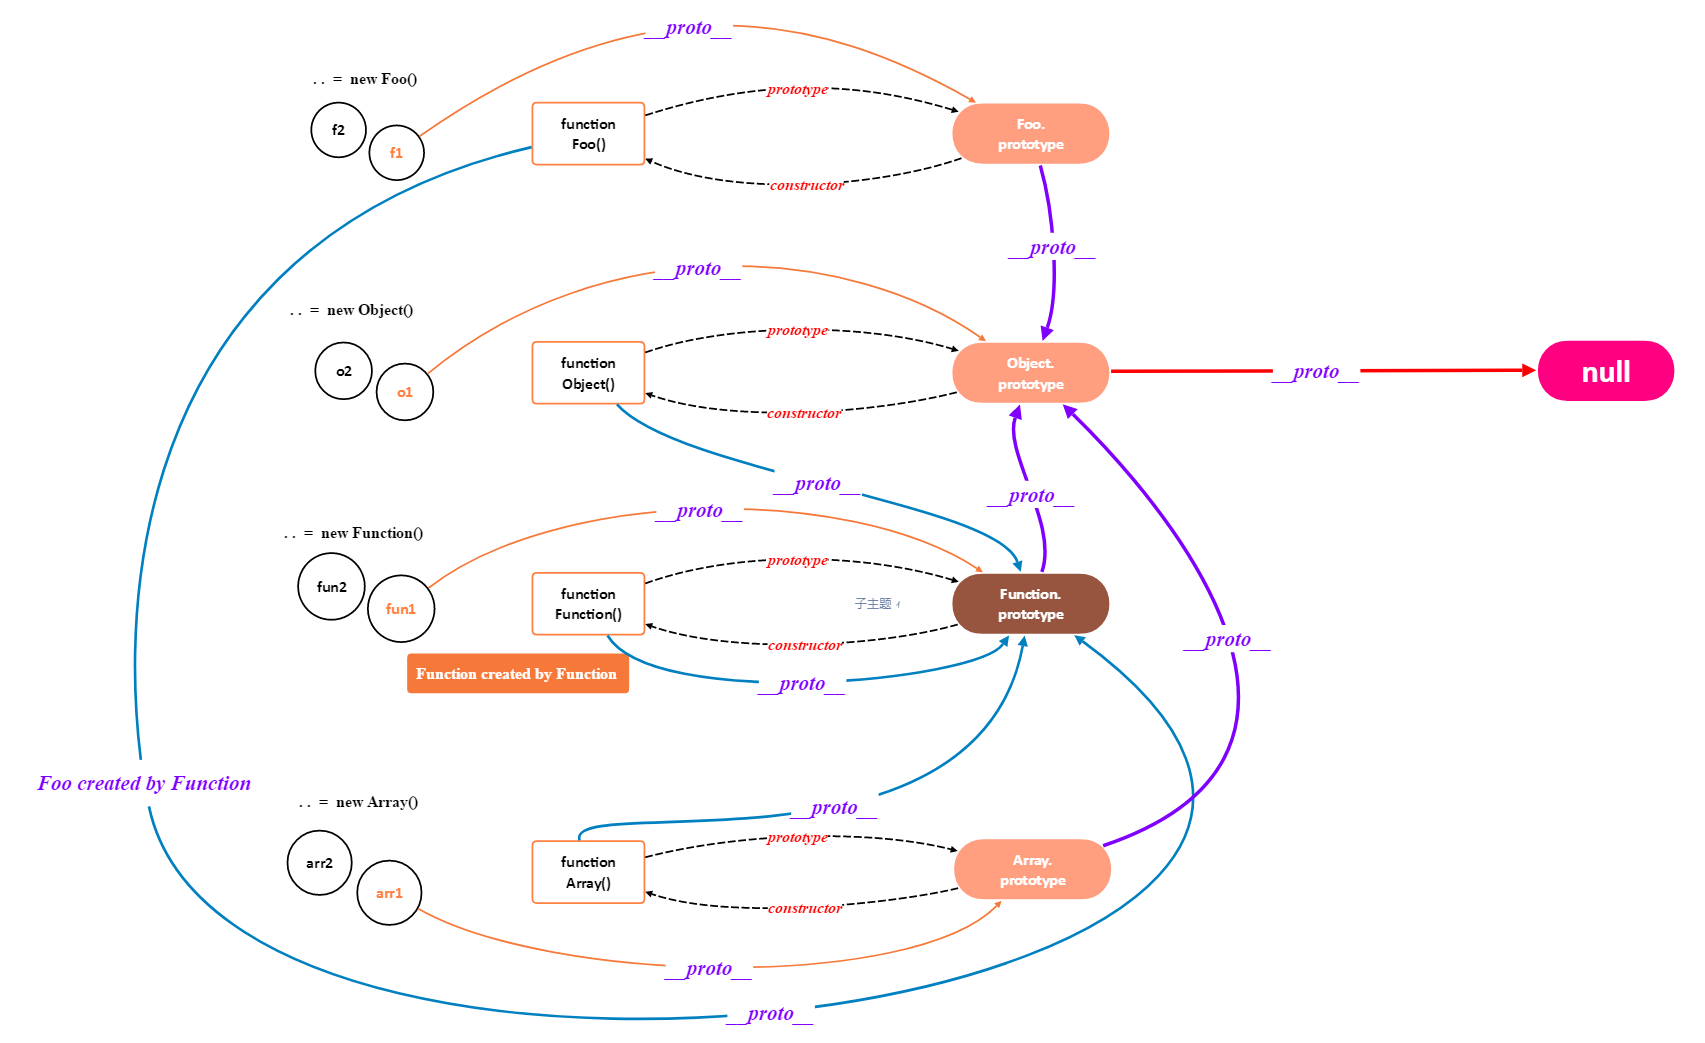 __proto__
. .  =  new Foo()
f2
f1
function
Foo()
prototype
constructor
Foo.
prototype
__proto__
__proto__
. .  =  new Object()
o2
o1
function
Object()
prototype
constructor
Object.
prototype
__proto__
null
__proto__
__proto__
__proto__
. .  =  new Function()
fun2
fun1
function
Function()
prototype
constructor
子主题
Function.
prototype
Function created by Function
__proto__
__proto__
Foo created by Function
. .  =  new Array()
arr2
arr1
__proto__
function
Array()
prototype
constructor
Array.
prototype
__proto__
__proto__